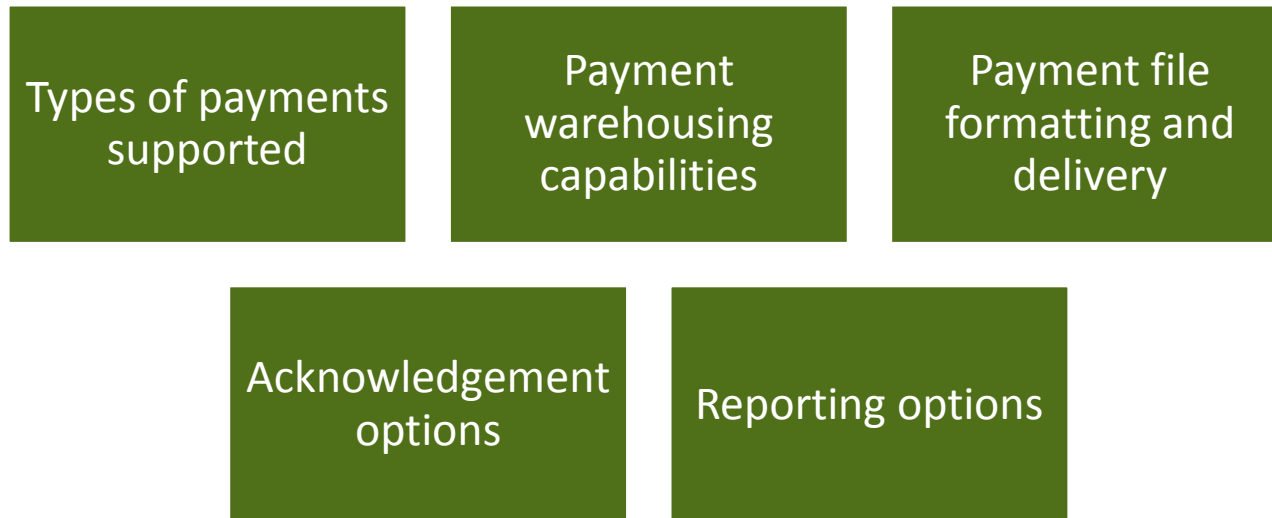 Types of payments
supported
Payment
warehousing
capabilities
Payment file
formatting and
delivery
Acknowledgement
options
Reporting options